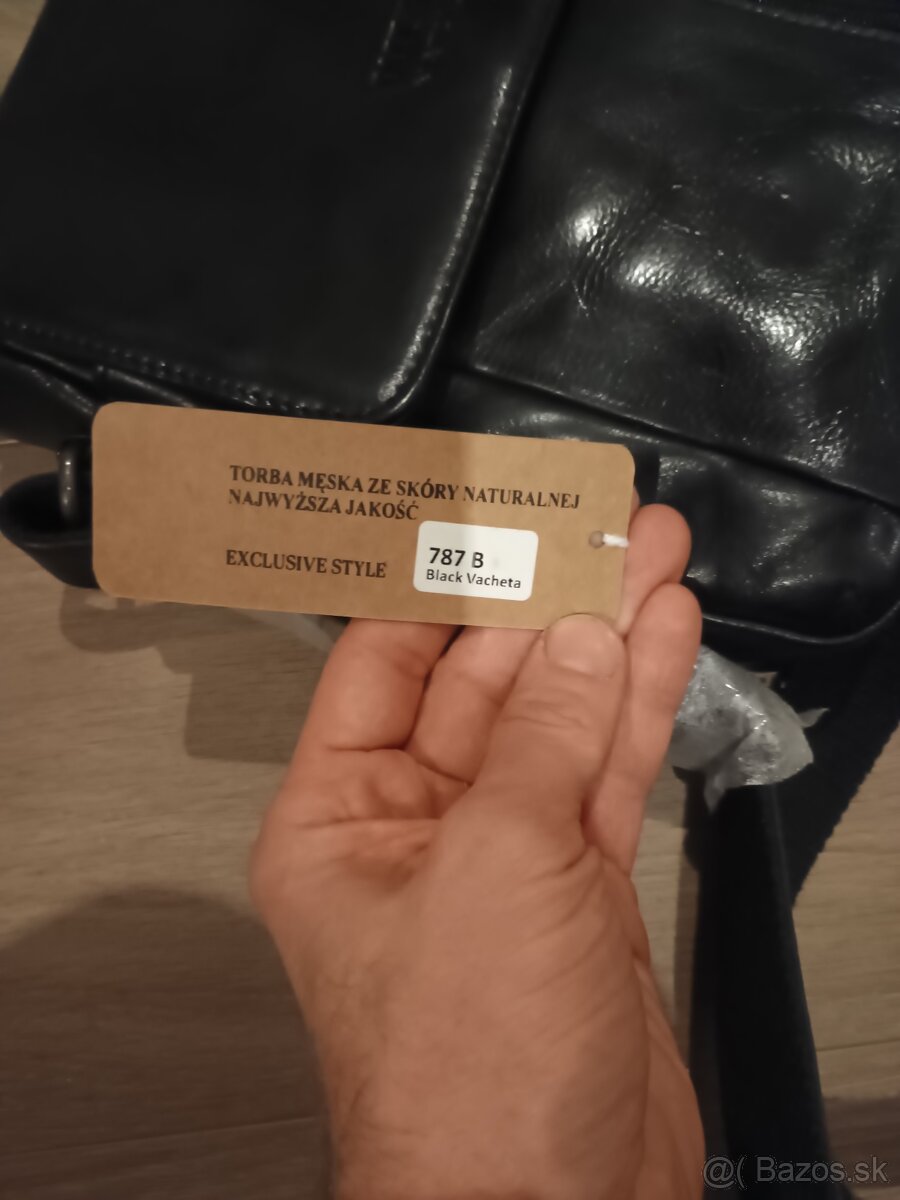 TORBA MĘSKA ZE SKÓRY NATURALNEJ
NAJWYŻSZA JAKOŚĆ
EXCLUSIVE STYLE
787 B
Black Vacheta
@( Bazos.sk